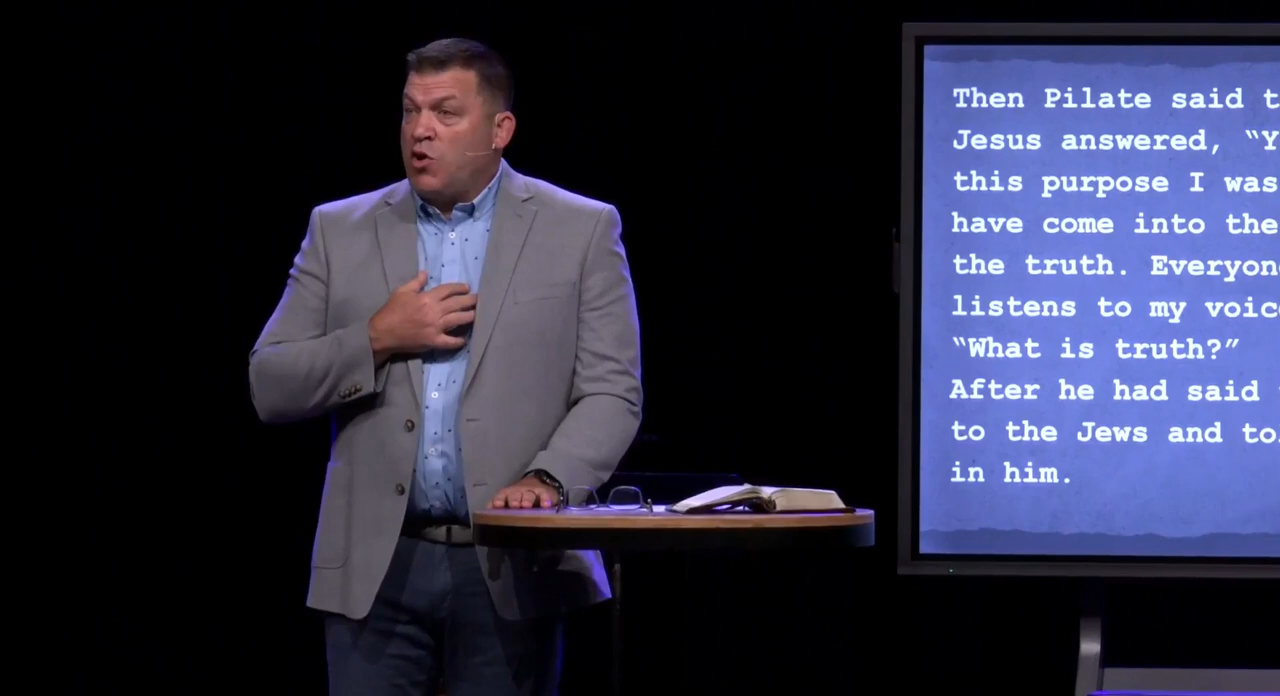 Then Pilate said t
Jesus answered, “Y
this purpose I was
have come into the
the truth. Everyon
listens to my voic
“What is truth?”
After he had said
to the Jews and to
in him.